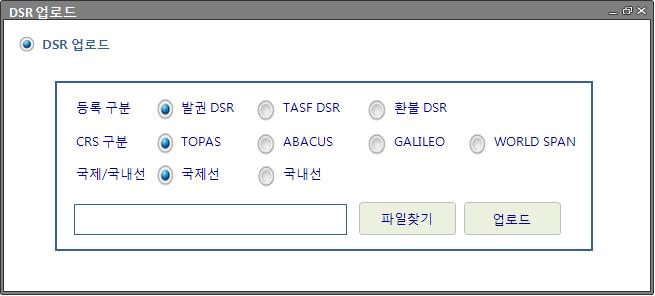 DSR 업로드
DSR 업로드
등록 구분 발권 DSR TASF DSR 환불 DSR
CRS 구분 TOPAS ABACUS GALILEO WORLD SPAN
국제/국내선 국제선 국내선
파일찾기 업로드